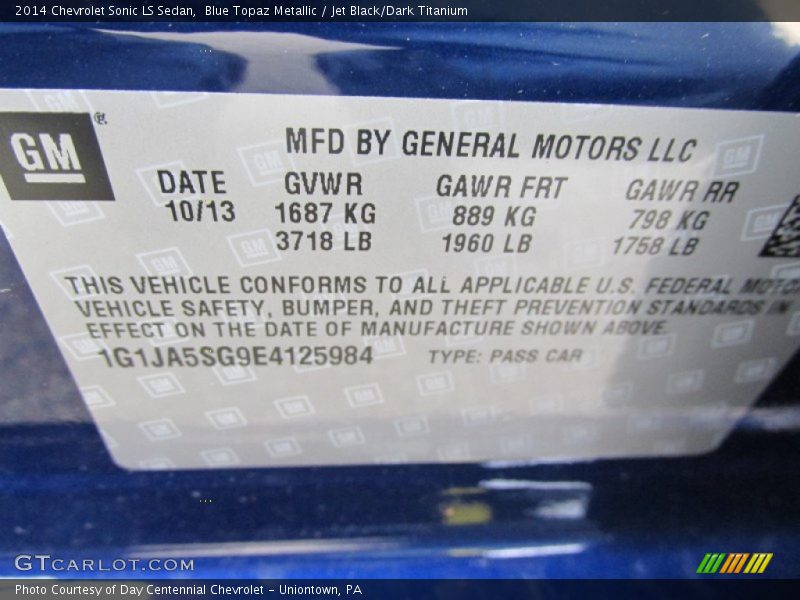 2014 Chevrolet Sonic LS Sedan, Blue Topaz Metallic / Jet Black/Dark Titanium
GM®
MFD BY GENERAL MOTORS LLC
DATE GVWR GAWR FRT GAWR RR
10/13 1687 KG 889 KG 798 KG
3718 LB 1960 LB 1758 LB
THIS VEHICLE CONFORMS TO ALL APPLICABLE U.S. FEDERAL
VEHICLE SAFETY, BUMPER, AND THEFT PREVENTION STANDARDS IN
EFFECT ON THE DATE OF MANUFACTURE SHOWN ABOVE.
1G1JA5SG9E4125984 TYPE: PASS CAR
GTCARLOT.COM
Photo Courtesy of Day Centennial Chevrolet - Uniontown, PA